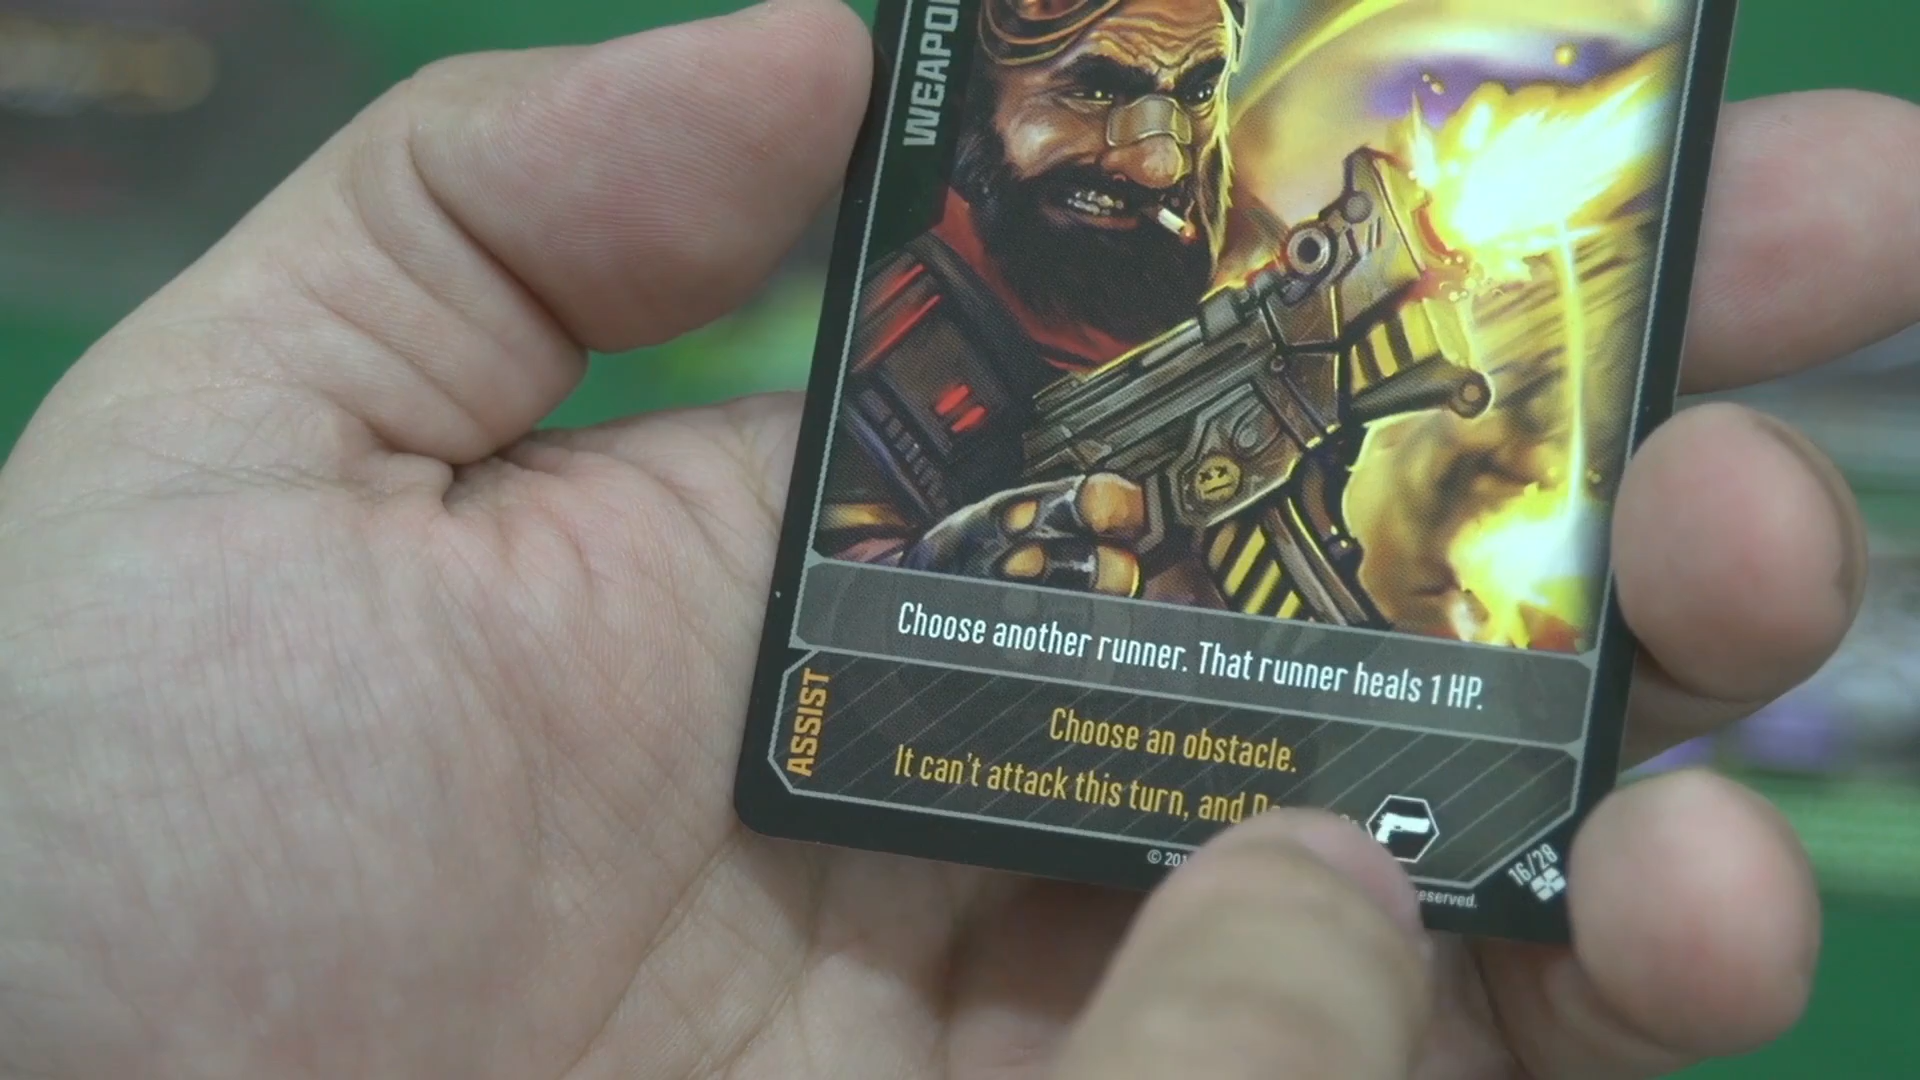 WEAPON
Choose another runner. That runner heals 1 HP.
ASSIST
Choose an obstacle.
It can't attack this turn, and
© 201
reserved.
16/28